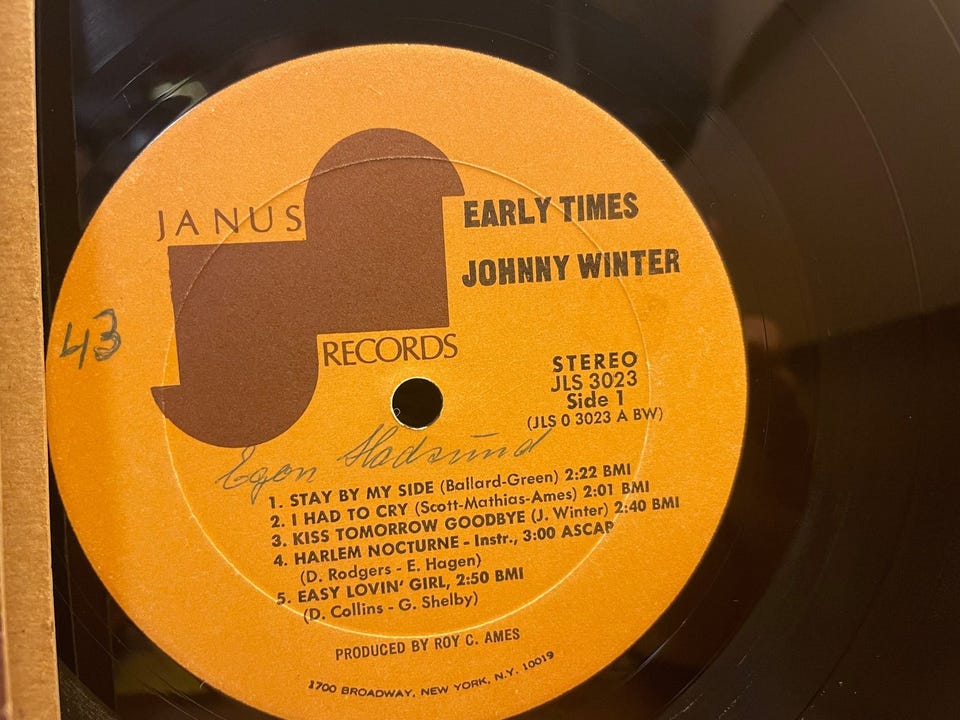 JANUS
RECORDS
EARLY TIMES
JOHNNY WINTER
43
STEREO
JLS 3023
Side 1
(JLS 0 3023 A BW)
Egon
1. STAY BY MY SIDE (Ballard-Green) 2:22 BMI
2. I HAD TO CRY (Scott-Mathias-Ames) 2:01 BMI
3. KISS TOMORROW GOODBYE (J. Winter) 2:40 BMI
4. HARLEM NOCTURNE - Instr., 3:00 ASCAP
(D. Rodgers - E. Hagen)
5. EASY LOVIN' GIRL, 2:50 BMI
(D. Collins - G. Shelby)
PRODUCED BY ROY C. AMES
1700 BROADWAY, NEW YORK, N.Y. 10019